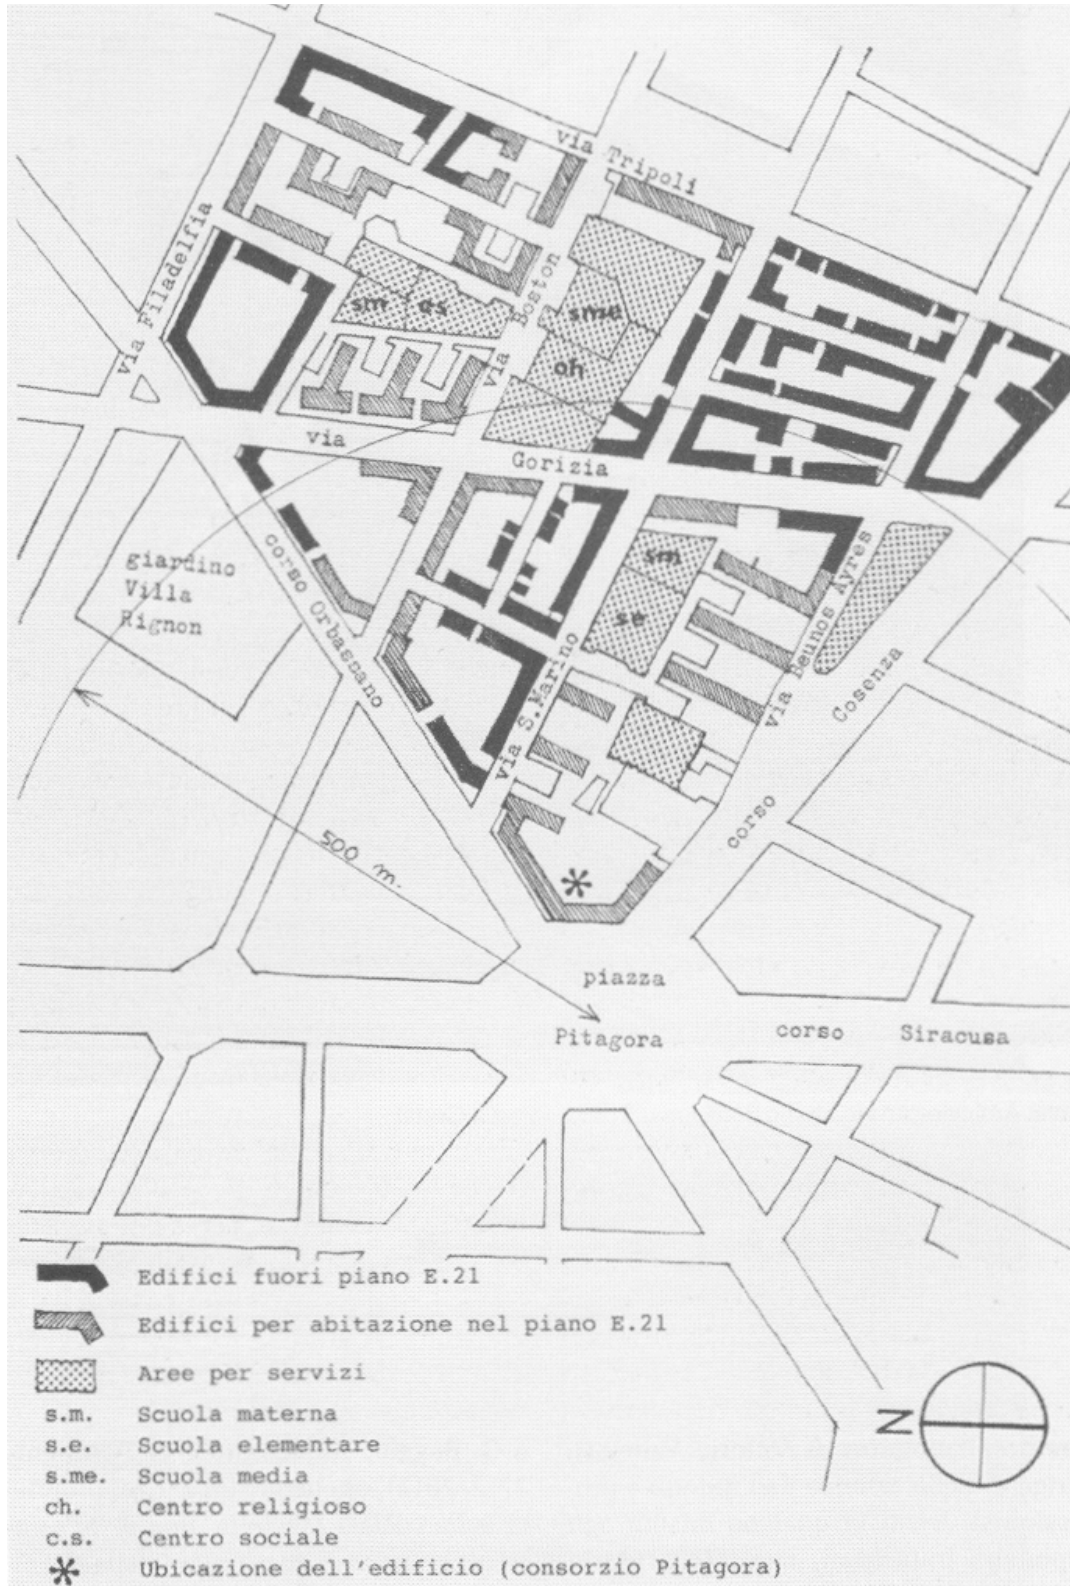 via Tripoli
via Filadelfia
sm
cs
via Boston
sme
ch
via
Gorizia
giardino
Villa
Rignon
corso Orbassano
sm
se
via S.Marino
via Beunos Ayres
corso
Cosenza
500 m.
piazza
Pitagora
corso
Siracusa
Edifici fuori piano E.21
Edifici per abitazione nel piano E.21
Aree per servizi
s.m. Scuola materna
s.e. Scuola elementare
s.me. Scuola media
ch. Centro religioso
c.s. Centro sociale
* Ubicazione dell'edificio (consorzio Pitagora)
N